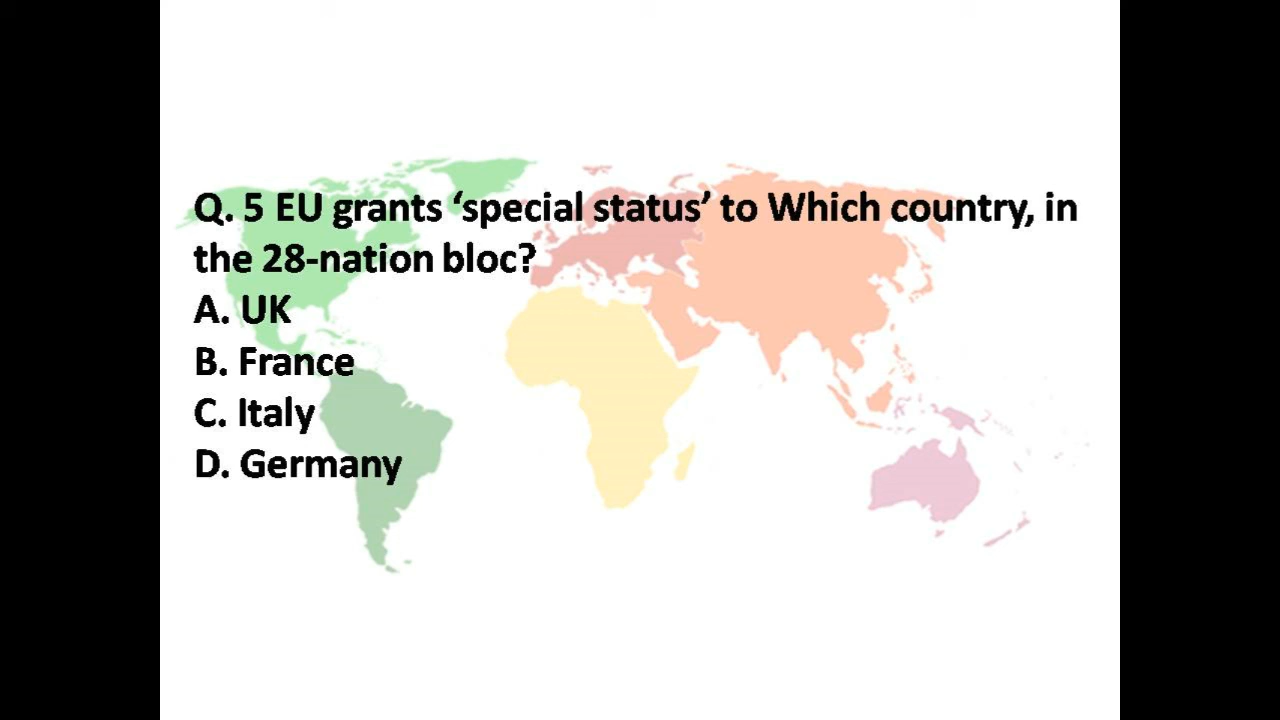 Q. 5 EU grants ‘special status’ to Which country, in
the 28-nation bloc?
A. UK
B. France
C. Italy
D. Germany